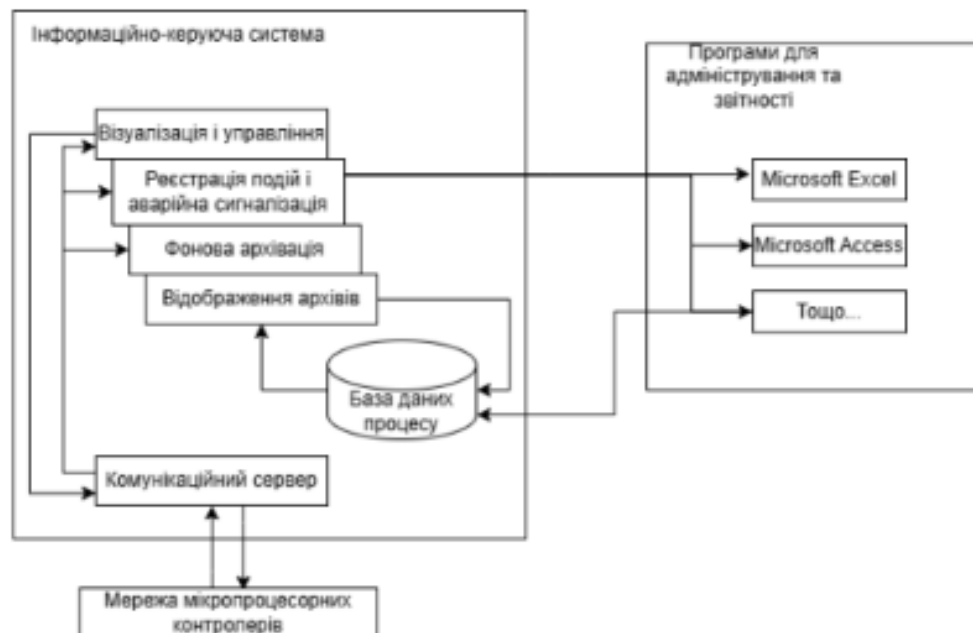 Інформаційно-керуюча система
Візуалізація і управління
Реєстрація подій і
аварійна сигналізація
Фонова архівація
Відображення архівів
База даних
процесу
Комунікаційний сервер
Мережа мікропроцесорних
контролерів
Програми для
адміністрування та
звітності
Microsoft Excel
Microsoft Access
Тощо...